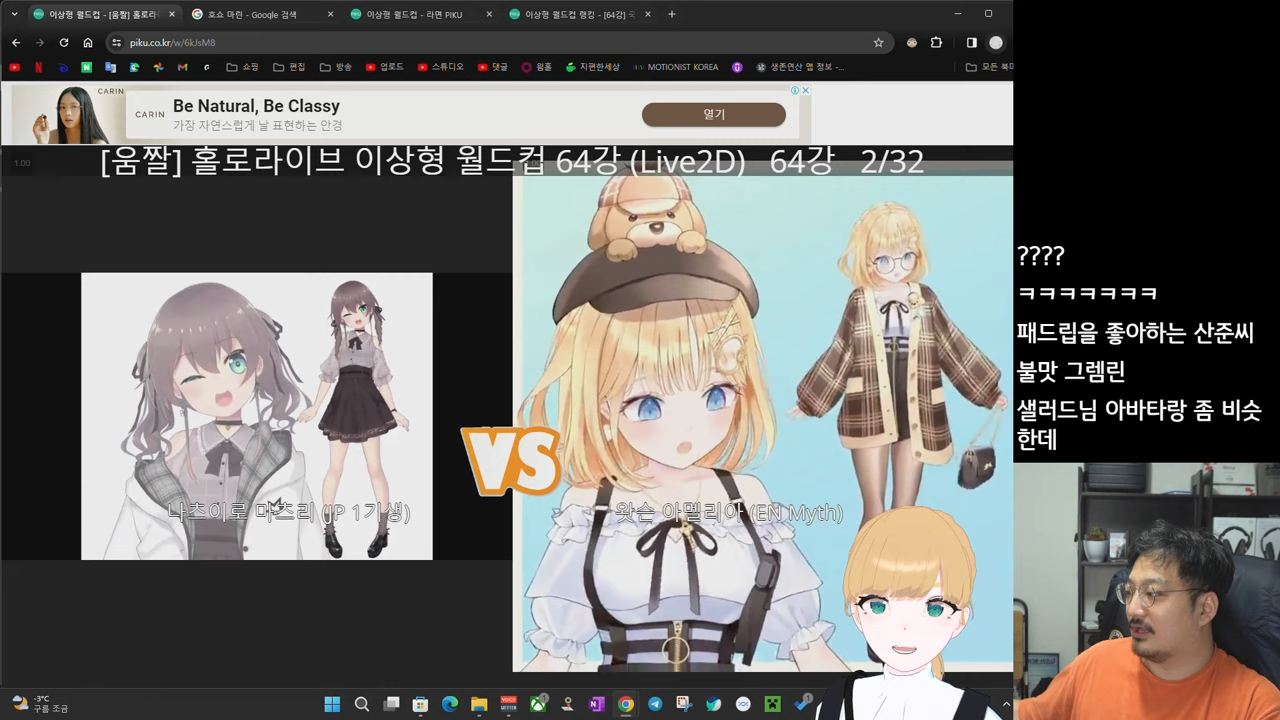 이상형 월드컵 - [움짤] 홀로라
호쇼 마린 - Google 검색
이상형 월드컵 - 라면 PIKU
이상형 월드컵 랭킹 - [64강]
piku.co.kr/w/6kJsM8
쇼핑
편집
방송
업로드
스튜디오
댓글
윔홀
지편한세상
MOTIONIST KOREA
생존연산 맵 정보 -...
모든 북마
CARIN
CARIN
Be Natural, Be Classy
가장 자연스럽게 날 표현하는 안경
열기
1.00
[움짤] 홀로라이브 이상형 월드컵 64강 (Live2D) 64강 2/32
VS
나츠이로 마츠리 (JP 1기생)
왓슨 아멜리아 (EN Myth)
????
ㅋㅋㅋㅋㅋㅋㅋ
패드립을 좋아하는 산준씨
불맛 그렘린
샐러드님 아바타랑 좀 비슷
한데
-3°C
구름 조금